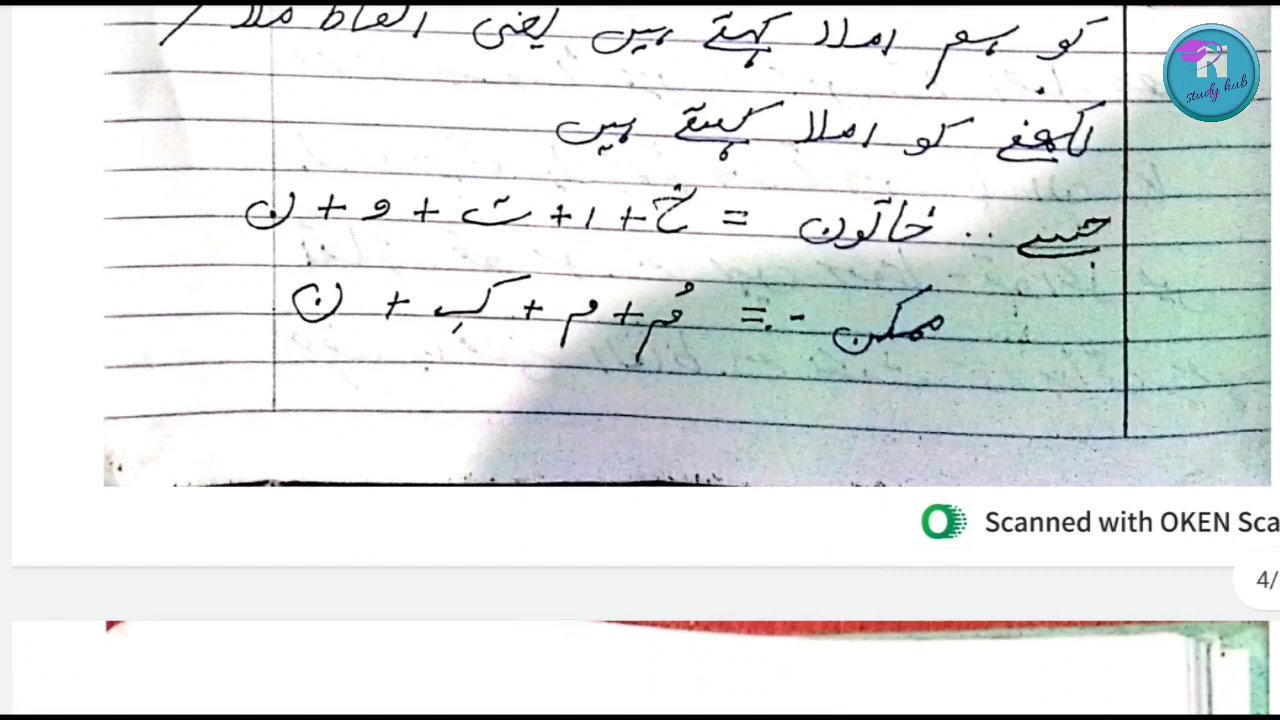 کو ہم املا کہتے ہیں یعنی الفاظ ملا کر
لکھنے کو املا کہتے ہیں
جیسے .. خاتون = خ + ا + ت + و + ن
ممکن - = مُ + م + کِ + ن
study hub
Scanned with OKEN Sca
4/